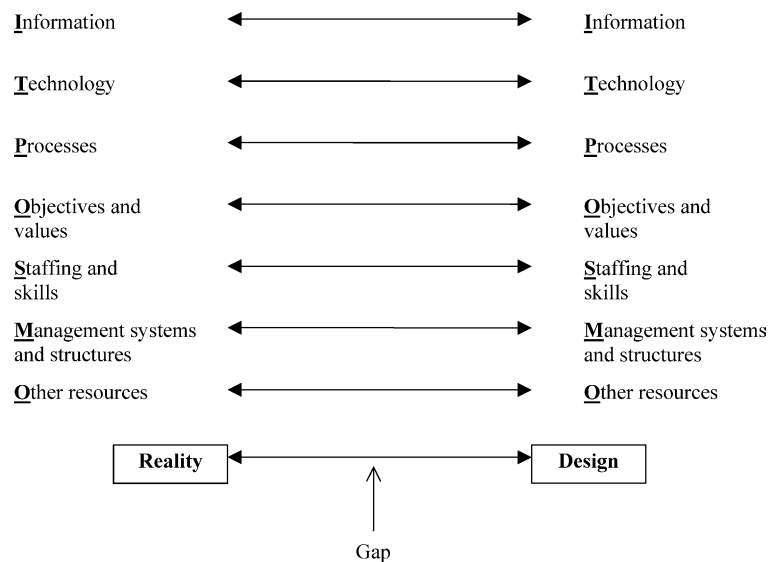 Information Information
Technology Technology
Processes Processes
Objectives and Objectives and
values values
Staffing and Staffing and
skills skills
Management systems Management systems
and structures and structures
Other resources Other resources
Reality Design
Gap